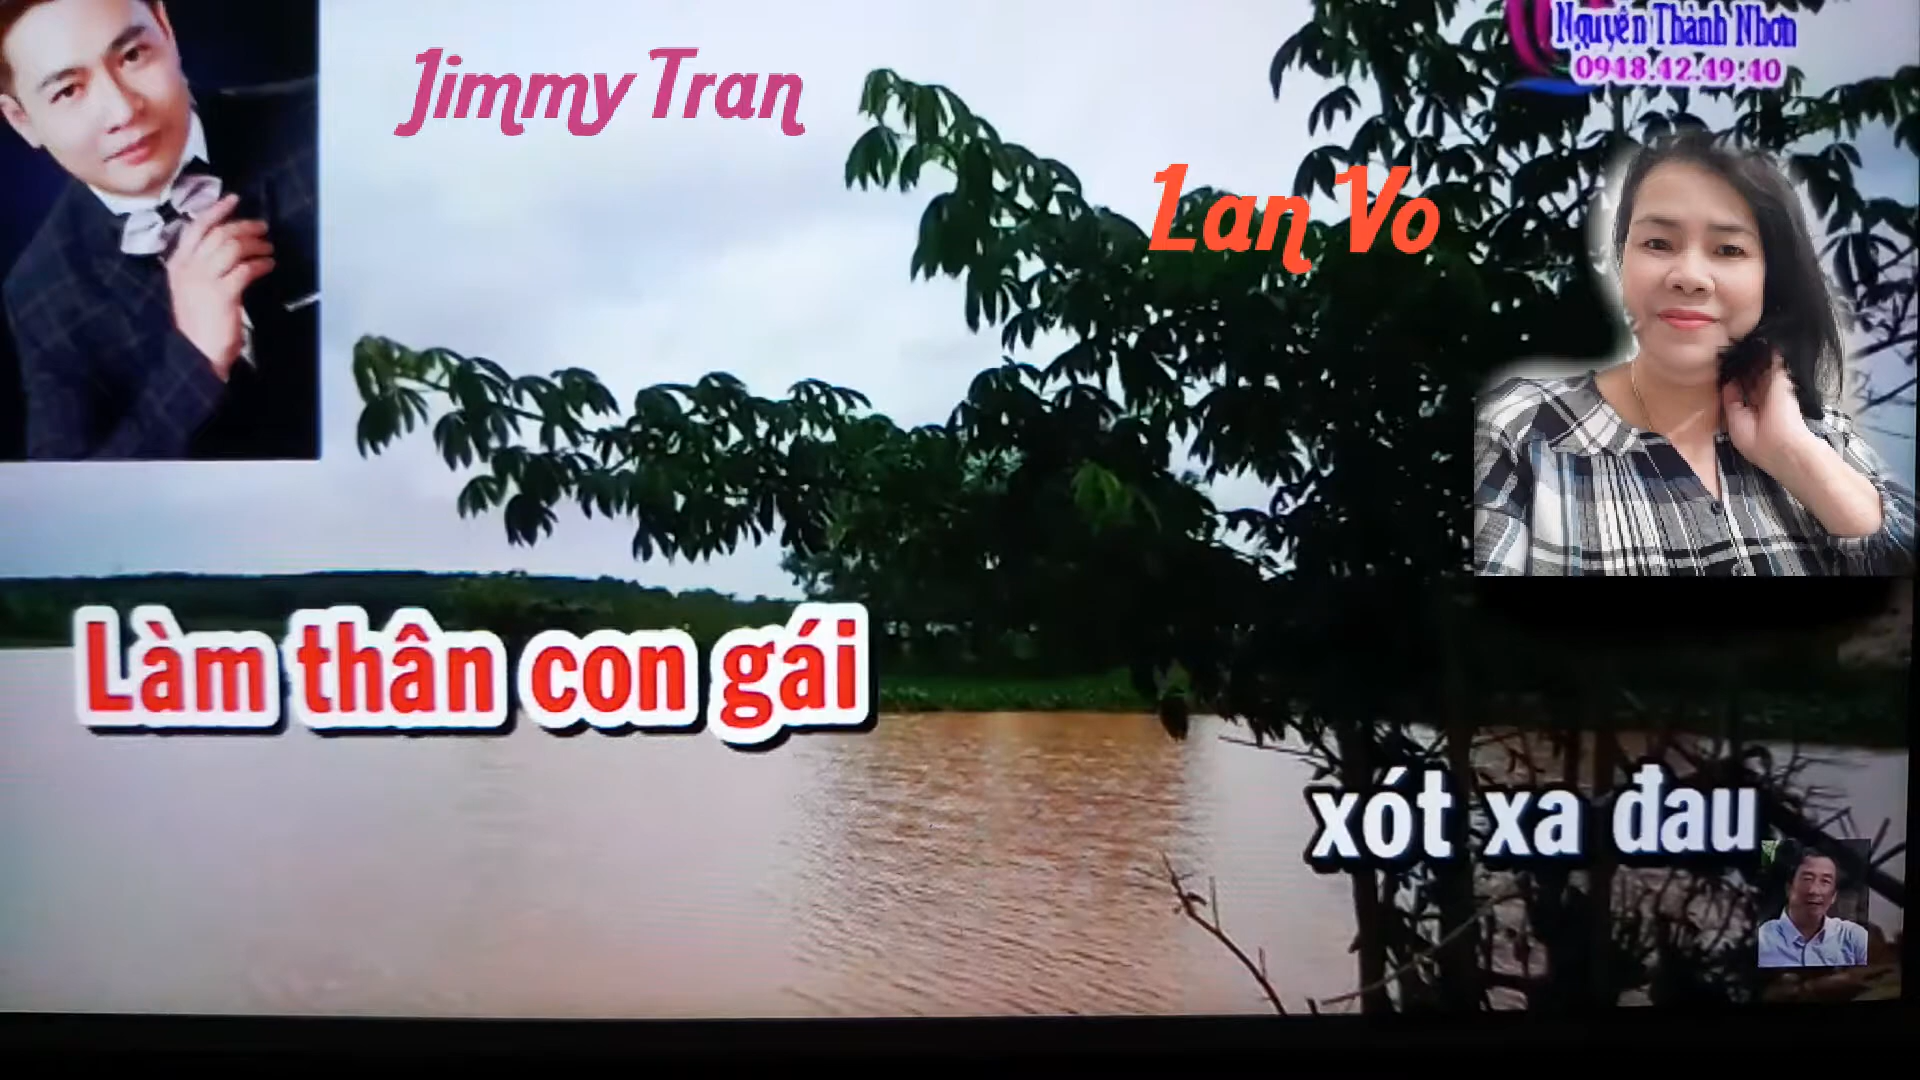 Nguyễn Thành Nhơn
0948.42.49.40
Jimmy Tran
Lan Vo
Làm thân con gái
xót xa đau